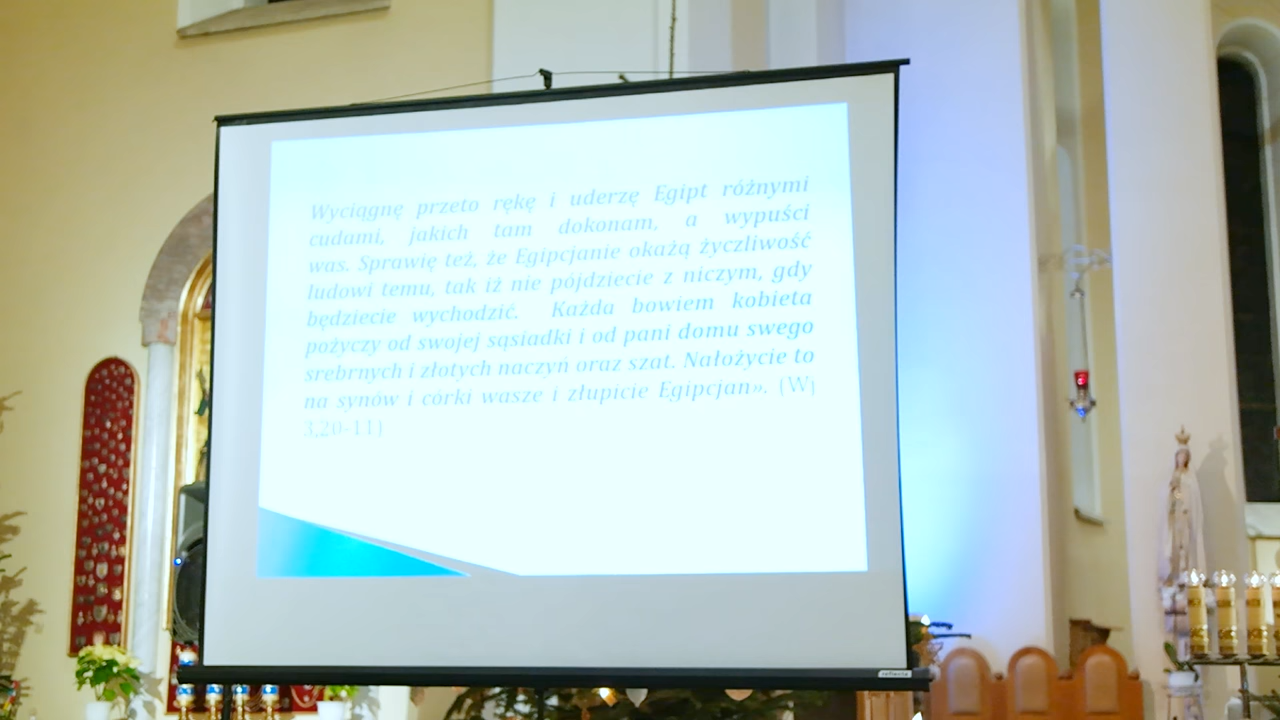 Wyciągnę przeto rękę i uderzę Egipt różnymi
cudami, jakich tam dokonam, a wypuści
was. Sprawię też, że Egipcjanie okażą życzliwość
ludowi temu, tak iż nie pójdziecie z niczym, gdy
będziecie wychodzić. Każda bowiem kobieta
pożyczy od swojej sąsiadki i od pani domu swego
srebrnych i złotych naczyń oraz szat. Nałożycie to
na synów i córki wasze i złupicie Egipcjan». (Wj
3,20-11)
reflecta